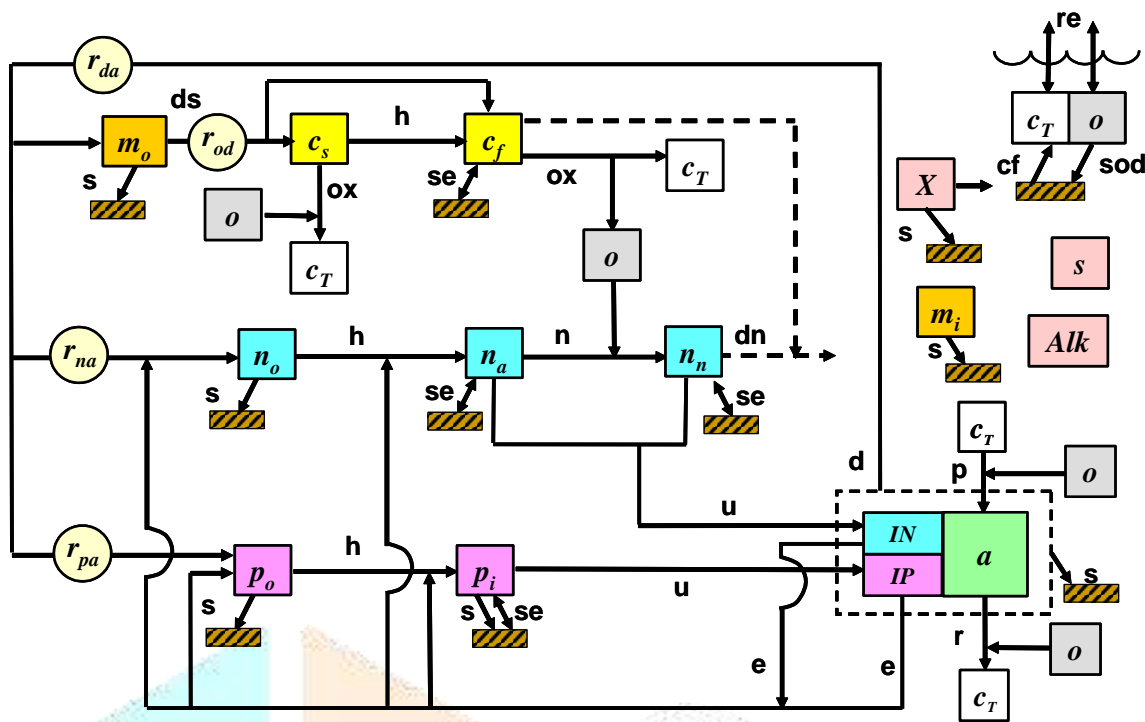 re
r_da
ds
c_T o
m_o r_od c_s h c_f
c_T
s ox se ox cf sod
X
o
s
c_T o s
m_i
Alk
r_na h n dn
n_o n_a n_n
s
s se se
c_T
d p o
u
IN
r_pa h a
p_o p_i IP
u s
s s se
r o
e e
c_T